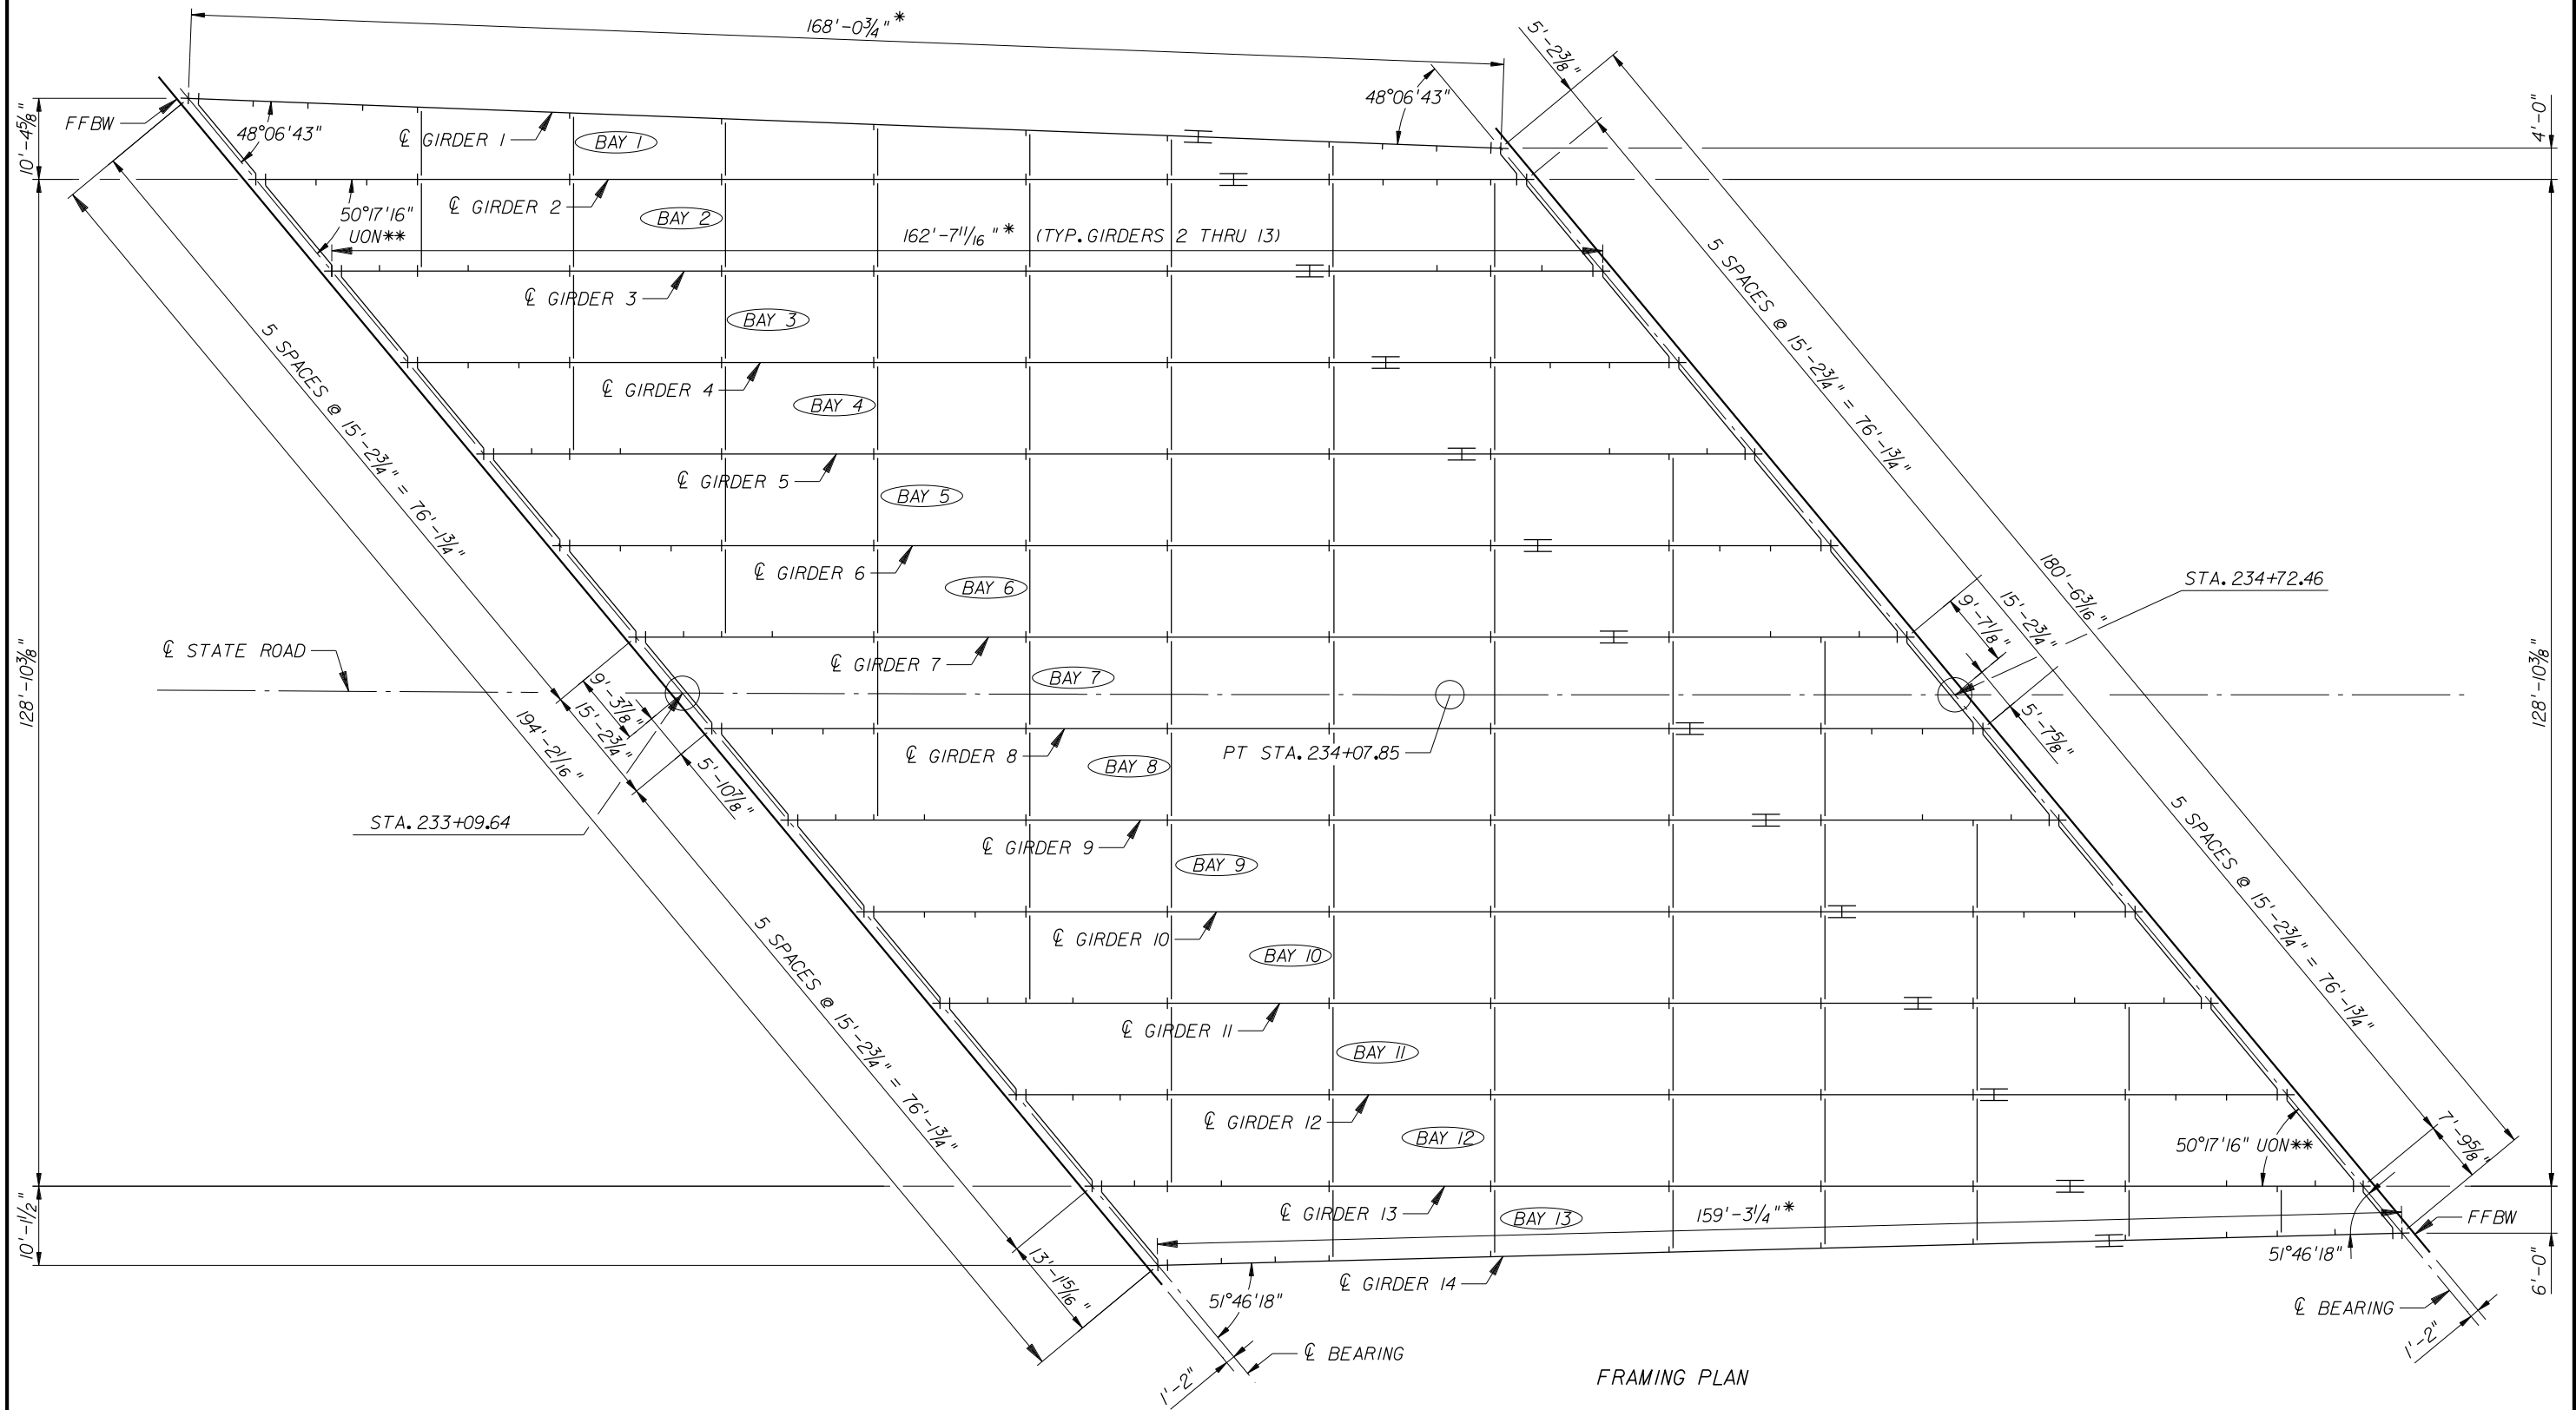 168'-0¾"*
5'-2⅜"
48°06'43"
10'-4⅝"
FFBW
48°06'43"
℄ GIRDER 1
BAY 1
4'-0"
50°17'16"
UON**
℄ GIRDER 2
BAY 2
162'-7 11/16"* (TYP. GIRDERS 2 THRU 13)
℄ GIRDER 3
BAY 3
5 SPACES @ 15'-2¾" = 76'-1¾"
5 SPACES @ 15'-2¾" = 76'-1¾"
℄ GIRDER 4
BAY 4
℄ GIRDER 5
BAY 5
℄ GIRDER 6
BAY 6
180'-6 3/16"
STA. 234+72.46
9'-7⅛"
15'-2¾"
℄ STATE ROAD
℄ GIRDER 7
BAY 7
128'-10⅜"
128'-10⅜"
9'-3⅞"
15'-2¾"
194'-2 1/16"
5'-10⅞"
5'-7⅝"
℄ GIRDER 8
BAY 8
PT STA. 234+07.85
STA. 233+09.64
℄ GIRDER 9
BAY 9
5 SPACES @ 15'-2¾" = 76'-1¾"
5 SPACES @ 15'-2¾" = 76'-1¾"
℄ GIRDER 10
BAY 10
℄ GIRDER 11
BAY 11
℄ GIRDER 12
BAY 12
50°17'16" UON**
7'-9⅝"
10'-1½"
℄ GIRDER 13
BAY 13
159'-3¼"*
FFBW
51°46'18"
6'-0"
13'-1 15/16"
51°46'18"
℄ GIRDER 14
℄ BEARING
1'-2"
℄ BEARING
1'-2"
FRAMING PLAN